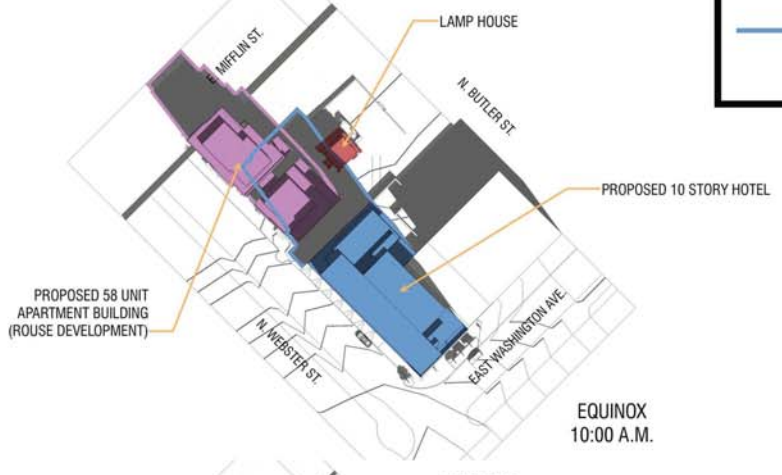 LAMP HOUSE
E. MIFFLIN ST.
N. BUTLER ST.
PROPOSED 10 STORY HOTEL
PROPOSED 58 UNIT
APARTMENT BUILDING
(ROUSE DEVELOPMENT)
N. WEBSTER ST.
EAST WASHINGTON AVE.
EQUINOX
10:00 A.M.